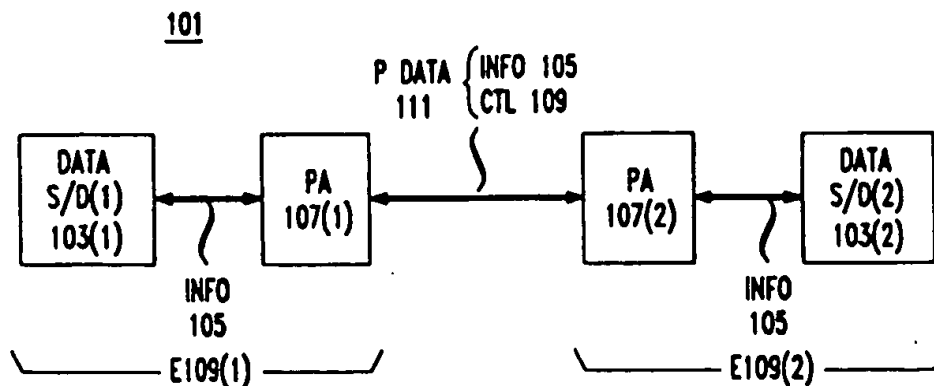 101
P DATA
111
INFO 105
CTL 109
DATA
S/D(1)
103(1)
PA
107(1)
PA
107(2)
DATA
S/D(2)
103(2)
INFO
105
INFO
105
E109(1)
E109(2)